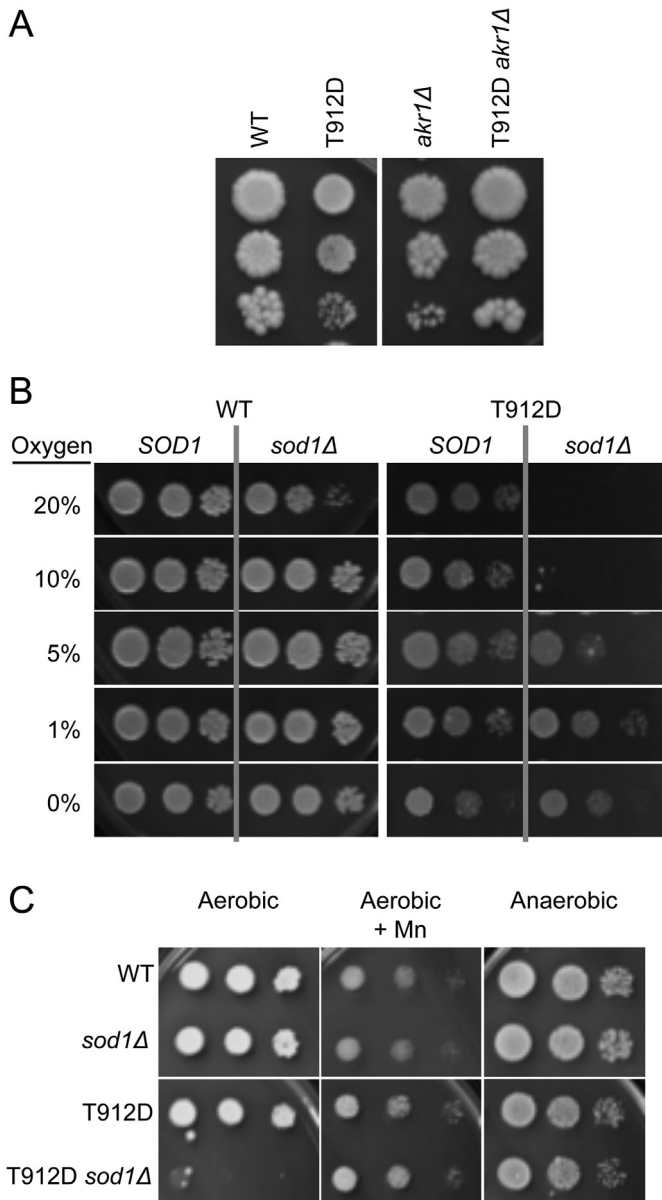 A
WT T912D akr1Δ T912D akr1Δ
B
WT T912D
Oxygen SOD1 sod1Δ SOD1 sod1Δ
20%
10%
5%
1%
0%
C
Aerobic Aerobic + Mn Anaerobic
WT
sod1Δ
T912D
T912D sod1Δ